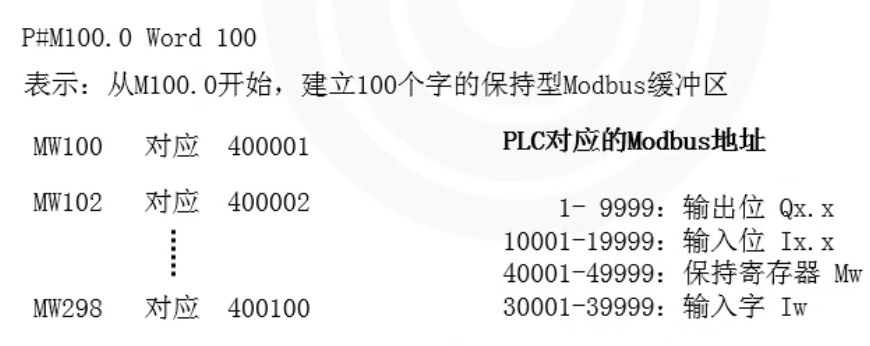 P#M100.0 Word 100
表示：从M100.0开始，建立100个字的保持型Modbus缓冲区
MW100 对应 400001
MW102 对应 400002
MW298 对应 400100
PLC对应的Modbus地址
1- 9999：输出位 Qx.x
10001-19999：输入位 Ix.x
40001-49999：保持寄存器 Mw
30001-39999：输入字 Iw